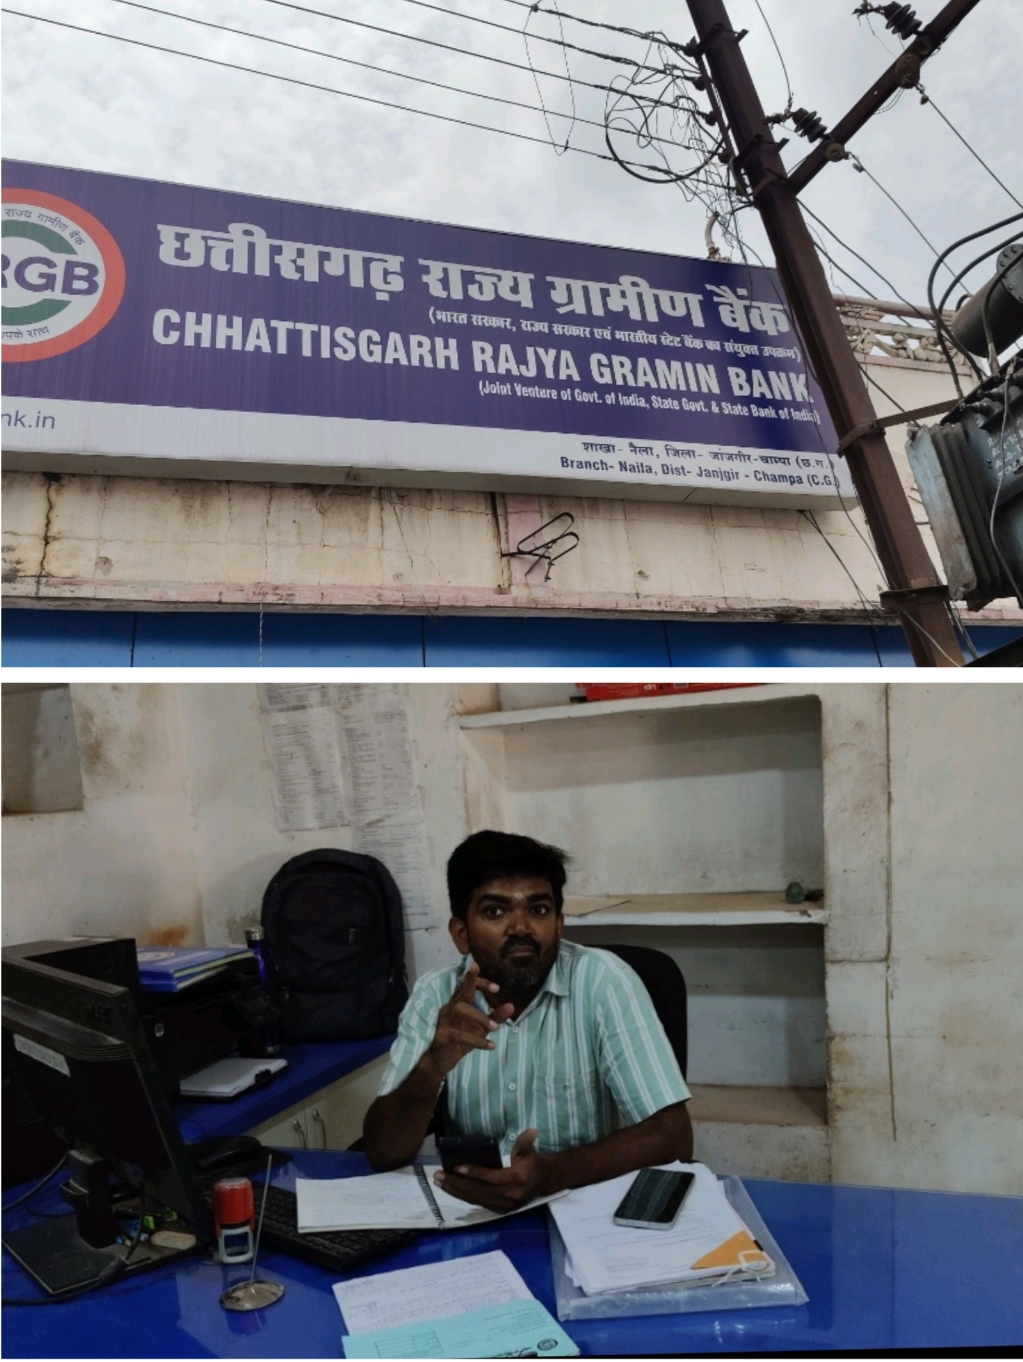 राज्य ग्रामीण बैंक
RGB
छत्तीसगढ़ राज्य ग्रामीण बैंक
(भारत सरकार, राज्य सरकार एवं भारतीय स्टेट बैंक का संयुक्त उपक्रम)
CHHATTISGARH RAJYA GRAMIN BANK
(Joint Venture of Govt. of India, State Govt. & State Bank of India)
nk.in
शाखा- नैला, जिला- जांजगीर-चाम्पा (छ.ग.)
Branch- Naila, Dist- Janjgir - Champa (C.G.)